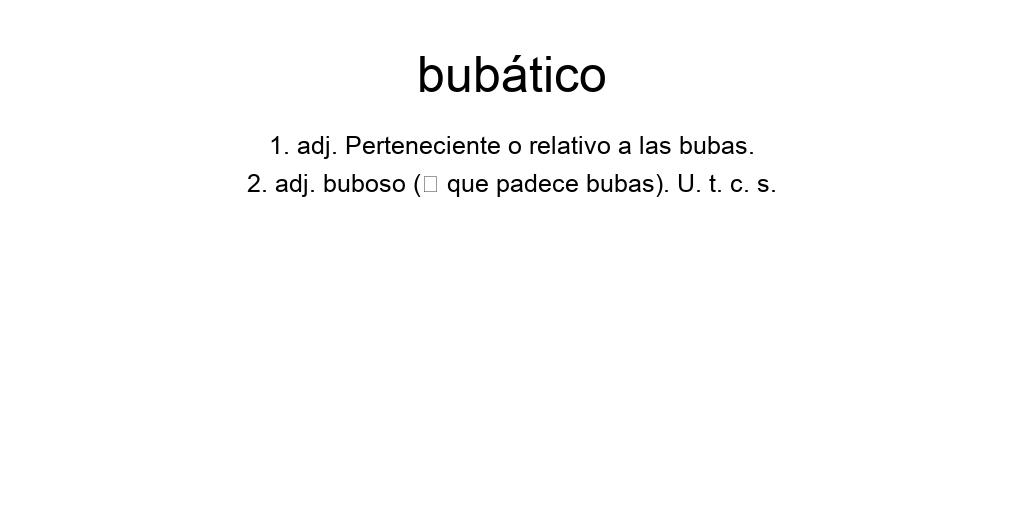 bubático
1. adj. Perteneciente o relativo a las bubas.
2. adj. buboso (□ que padece bubas). U. t. c. s.